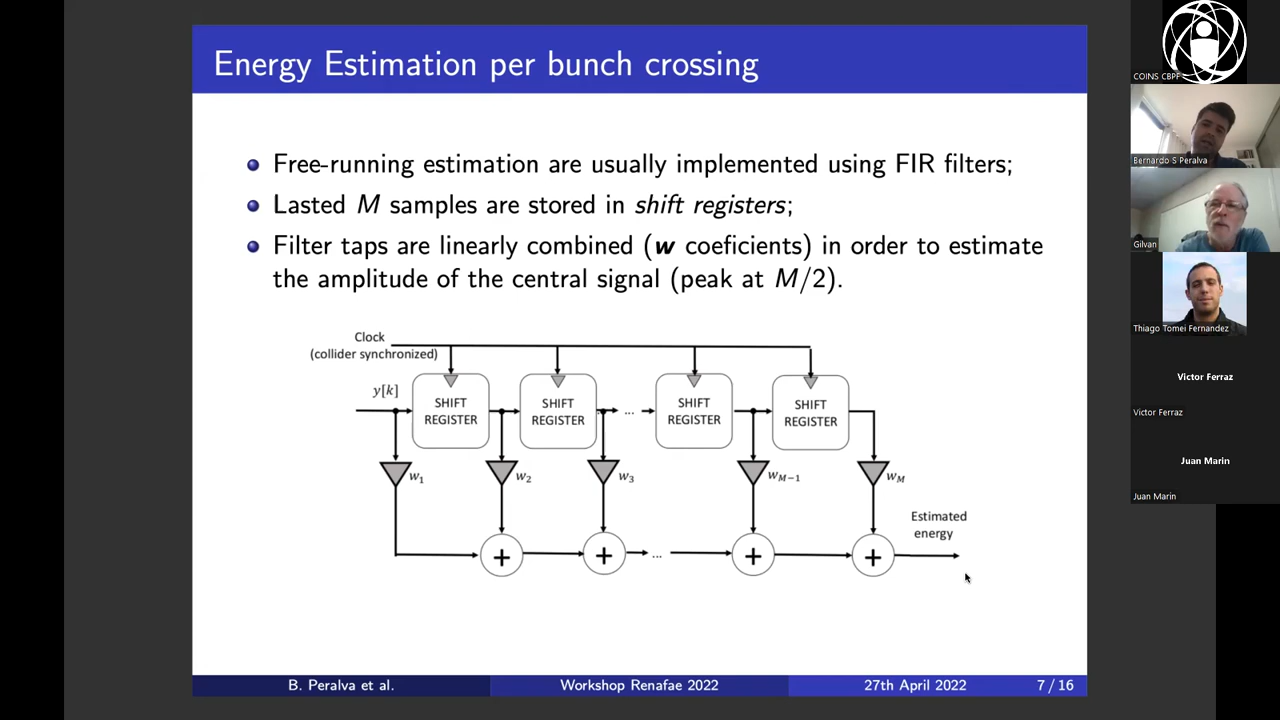 Energy Estimation per bunch crossing
Free-running estimation are usually implemented using FIR filters;
Lasted M samples are stored in shift registers;
Filter taps are linearly combined (w coeficients) in order to estimate
the amplitude of the central signal (peak at M/2).
Clock
(collider synchronized)
y[k]
SHIFT
REGISTER
SHIFT
REGISTER
...
SHIFT
REGISTER
SHIFT
REGISTER
w₁
w₂
w₃
w_{M−1}
w_M
Estimated
energy
+
+
...
+
+
B. Peralva et al.
Workshop Renafae 2022
27th April 2022
7 / 16
COINS CBPF
Bernardo S Peralva
Gilvan
Thiago Tomei Fernandez
Victor Ferraz
Victor Ferraz
Juan Marin
Juan Marin